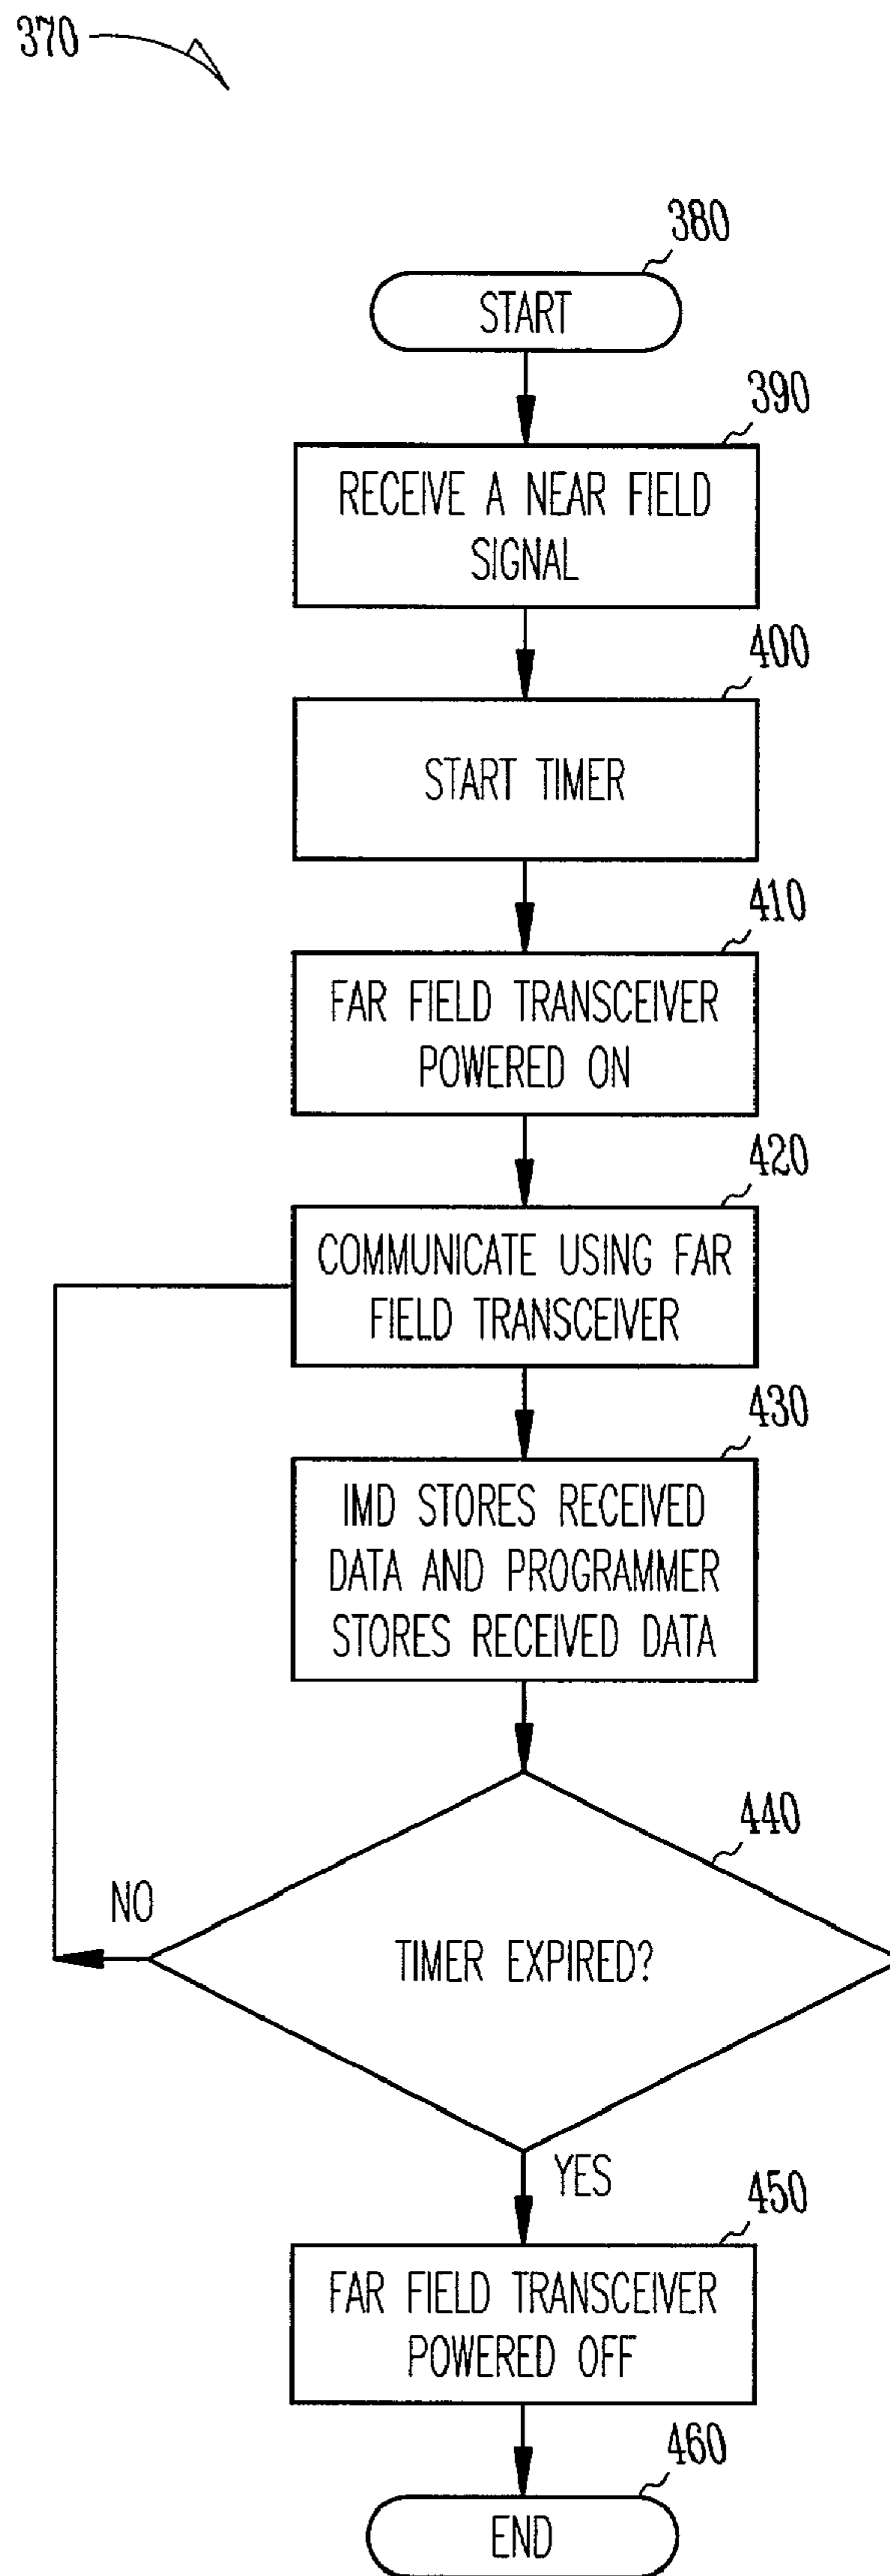 370
380
START
390
RECEIVE A NEAR FIELD
SIGNAL
400
START TIMER
410
FAR FIELD TRANSCEIVER
POWERED ON
420
COMMUNICATE USING FAR
FIELD TRANSCEIVER
430
IMD STORES RECEIVED
DATA AND PROGRAMMER
STORES RECEIVED DATA
440
NO
TIMER EXPIRED?
YES
450
FAR FIELD TRANSCEIVER
POWERED OFF
460
END